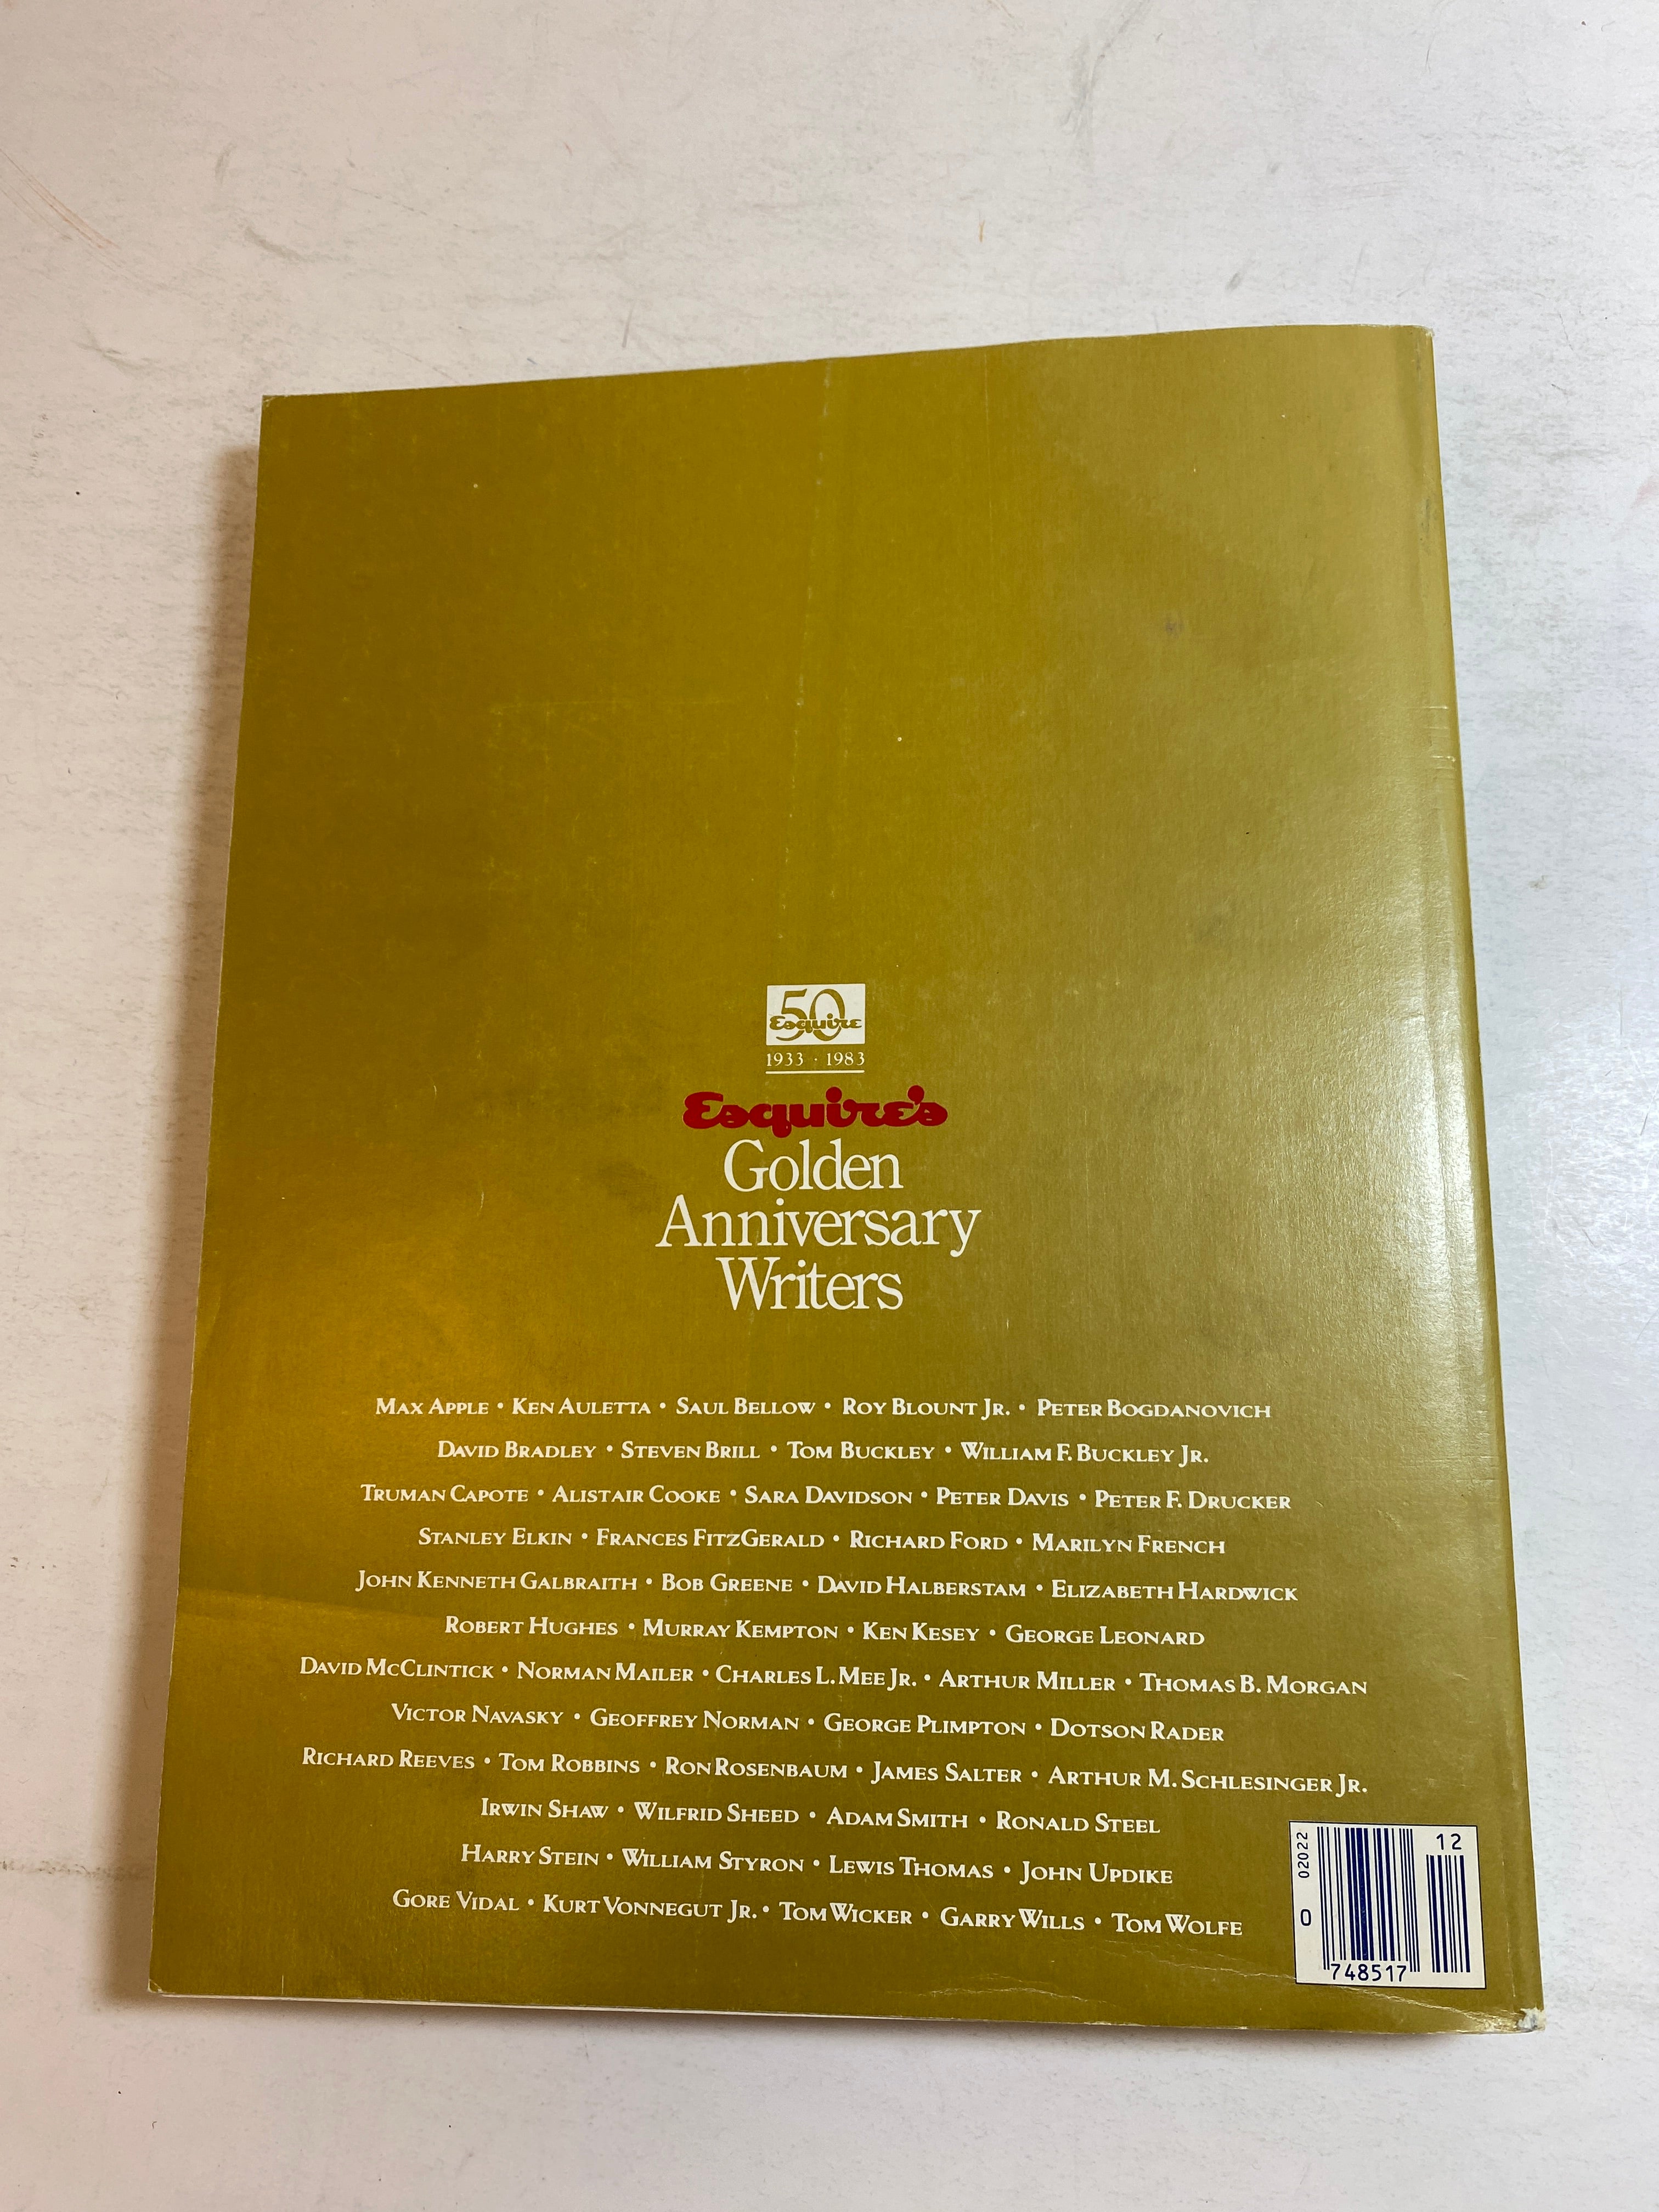 50
Esquire
1933 · 1983
Esquire's
Golden
Anniversary
Writers
Max Apple • Ken Auletta • Saul Bellow • Roy Blount Jr. • Peter Bogdanovich
David Bradley • Steven Brill • Tom Buckley • William F. Buckley Jr.
Truman Capote • Alistair Cooke • Sara Davidson • Peter Davis • Peter F. Drucker
Stanley Elkin • Frances FitzGerald • Richard Ford • Marilyn French
John Kenneth Galbraith • Bob Greene • David Halberstam • Elizabeth Hardwick
Robert Hughes • Murray Kempton • Ken Kesey • George Leonard
David McClintick • Norman Mailer • Charles L. Mee Jr. • Arthur Miller • Thomas B. Morgan
Victor Navasky • Geoffrey Norman • George Plimpton • Dotson Rader
Richard Reeves • Tom Robbins • Ron Rosenbaum • James Salter • Arthur M. Schlesinger Jr.
Irwin Shaw • Wilfrid Sheed • Adam Smith • Ronald Steel
Harry Stein • William Styron • Lewis Thomas • John Updike
Gore Vidal • Kurt Vonnegut Jr. • Tom Wicker • Garry Wills • Tom Wolfe
02022
12
0
748517